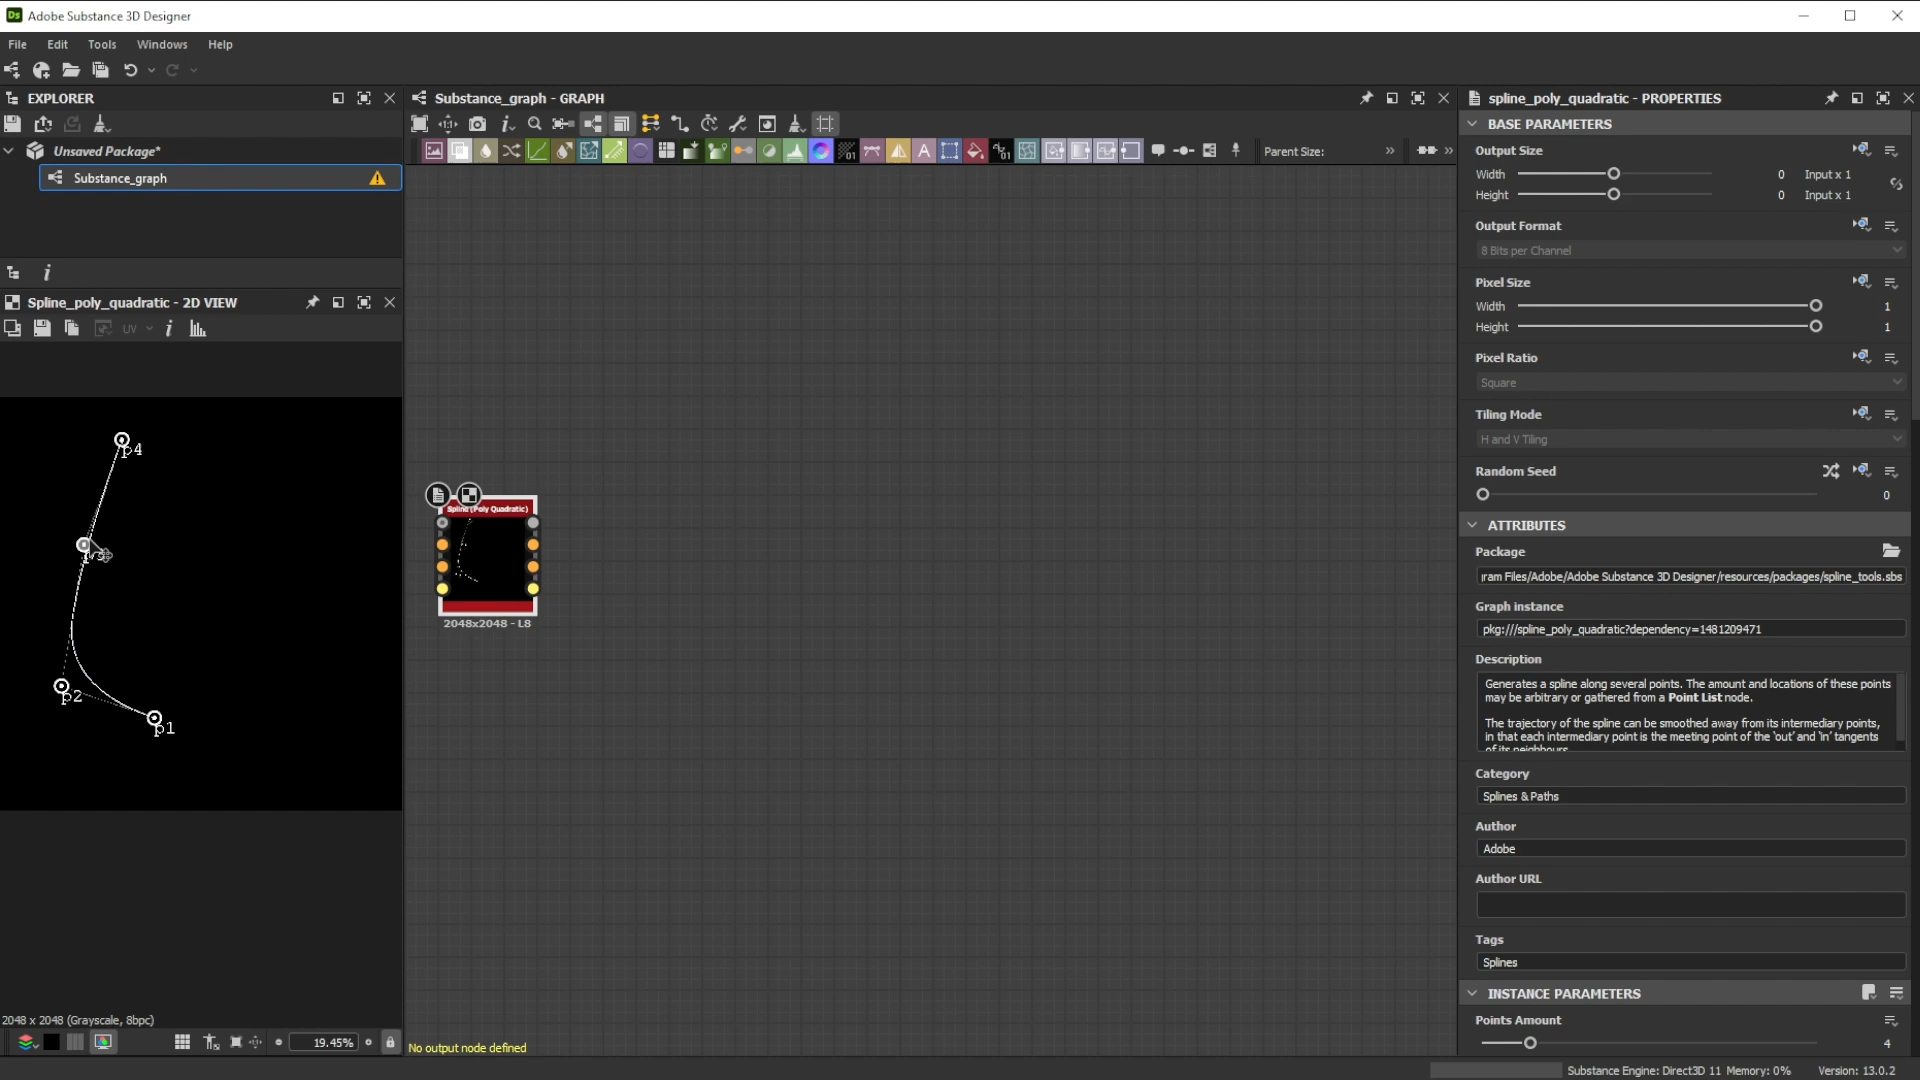 Adobe Substance 3D Designer
File Edit Tools Windows Help
EXPLORER
Unsaved Package*
Substance_graph
Spline_poly_quadratic - 2D VIEW
UV
p4
p2
p1
2048 x 2048 (Grayscale, 8bpc)
19.45%
Substance_graph - GRAPH
Parent Size:
Spline (Poly Quadratic)
2048x2048 - L8
No output node defined
spline_poly_quadratic - PROPERTIES
BASE PARAMETERS
Output Size
Width 0 Input x 1
Height 0 Input x 1
Output Format
8 Bits per Channel
Pixel Size
Width 1
Height 1
Pixel Ratio
Square
Tiling Mode
H and V Tiling
Random Seed
0
ATTRIBUTES
Package
ram Files/Adobe/Adobe Substance 3D Designer/resources/packages/spline_tools.sbs
Graph instance
pkg:///spline_poly_quadratic?dependency=1481209471
Description
Generates a spline along several points. The amount and locations of these points
may be arbitrary or gathered from a Point List node.
The trajectory of the spline can be smoothed away from its intermediary points,
in that each intermediary point is the meeting point of the 'out' and 'in' tangents
of its neighbours
Category
Splines & Paths
Author
Adobe
Author URL
Tags
Splines
INSTANCE PARAMETERS
Points Amount
4
Substance Engine: Direct3D 11 Memory: 0% Version: 13.0.2